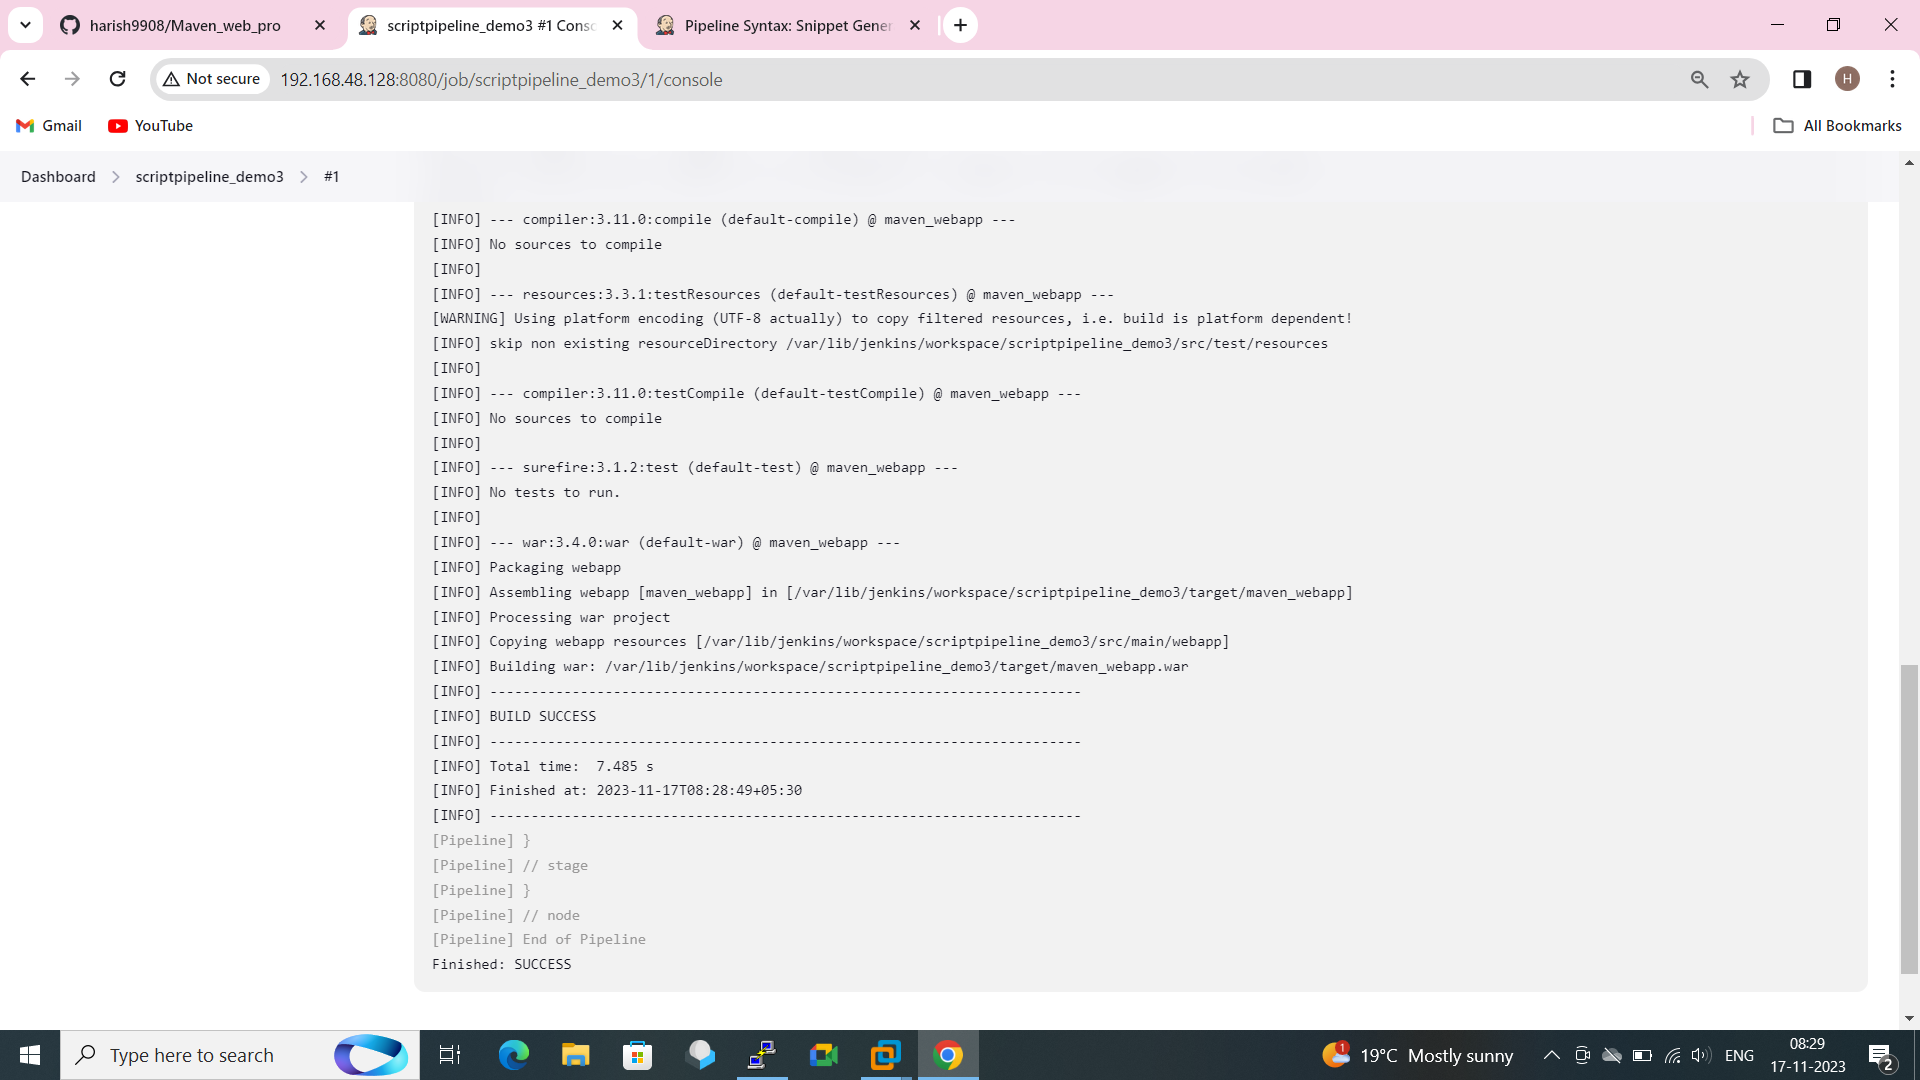 harish9908/Maven_web_pro
scriptpipeline_demo3 #1 Conso
Pipeline Syntax: Snippet Gener
Not secure
192.168.48.128:8080/job/scriptpipeline_demo3/1/console
H
Gmail
YouTube
All Bookmarks
Dashboard
scriptpipeline_demo3
#1
[INFO] --- compiler:3.11.0:compile (default-compile) @ maven_webapp ---
[INFO] No sources to compile
[INFO]
[INFO] --- resources:3.3.1:testResources (default-testResources) @ maven_webapp ---
[WARNING] Using platform encoding (UTF-8 actually) to copy filtered resources, i.e. build is platform dependent!
[INFO] skip non existing resourceDirectory /var/lib/jenkins/workspace/scriptpipeline_demo3/src/test/resources
[INFO]
[INFO] --- compiler:3.11.0:testCompile (default-testCompile) @ maven_webapp ---
[INFO] No sources to compile
[INFO]
[INFO] --- surefire:3.1.2:test (default-test) @ maven_webapp ---
[INFO] No tests to run.
[INFO]
[INFO] --- war:3.4.0:war (default-war) @ maven_webapp ---
[INFO] Packaging webapp
[INFO] Assembling webapp [maven_webapp] in [/var/lib/jenkins/workspace/scriptpipeline_demo3/target/maven_webapp]
[INFO] Processing war project
[INFO] Copying webapp resources [/var/lib/jenkins/workspace/scriptpipeline_demo3/src/main/webapp]
[INFO] Building war: /var/lib/jenkins/workspace/scriptpipeline_demo3/target/maven_webapp.war
[INFO] ------------------------------------------------------------------------
[INFO] BUILD SUCCESS
[INFO] ------------------------------------------------------------------------
[INFO] Total time:  7.485 s
[INFO] Finished at: 2023-11-17T08:28:49+05:30
[INFO] ------------------------------------------------------------------------
[Pipeline] }
[Pipeline] // stage
[Pipeline] }
[Pipeline] // node
[Pipeline] End of Pipeline
Finished: SUCCESS
Type here to search
1
19°C Mostly sunny
ENG
08:29
17-11-2023
2